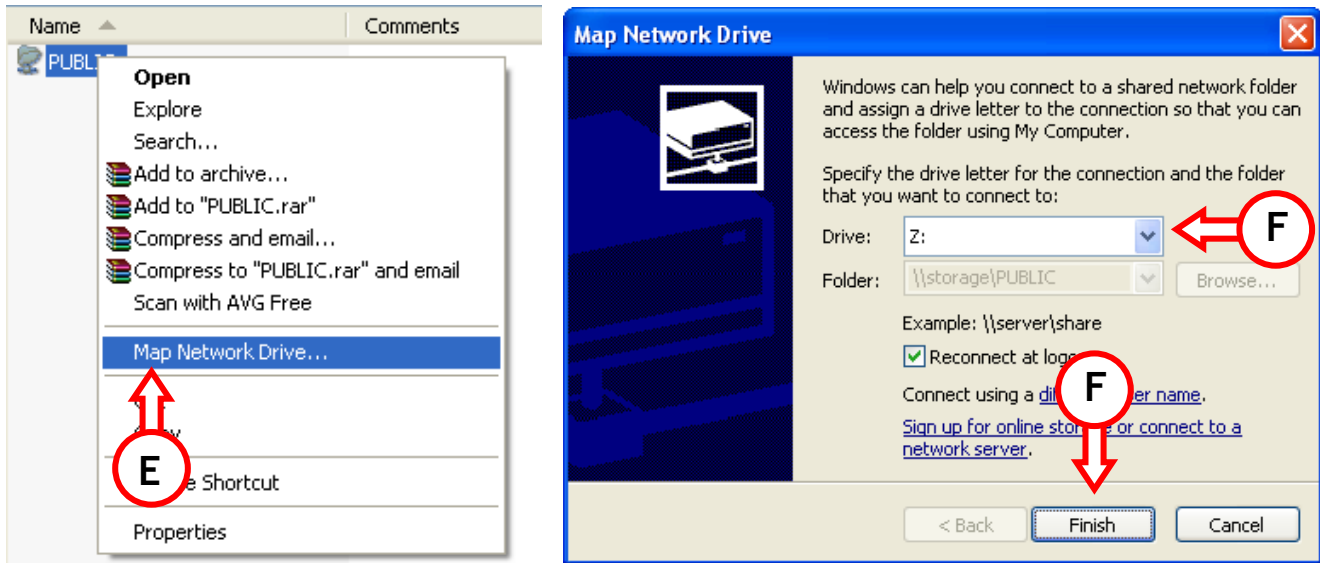 Name Comments
PUBL
Open
Explore
Search...
Add to archive...
Add to "PUBLIC.rar"
Compress and email...
Compress to "PUBLIC.rar" and email
Scan with AVG Free
Map Network Drive...
E
Shortcut
Properties
Map Network Drive
Windows can help you connect to a shared network folder
and assign a drive letter to the connection so that you can
access the folder using My Computer.
Specify the drive letter for the connection and the folder
that you want to connect to:
Drive: Z:
F
Folder: \\storage\PUBLIC Browse...
Example: \\server\share
Reconnect at
F
Connect using a name.
Sign up for online or connect to a
network server.
< Back Finish Cancel